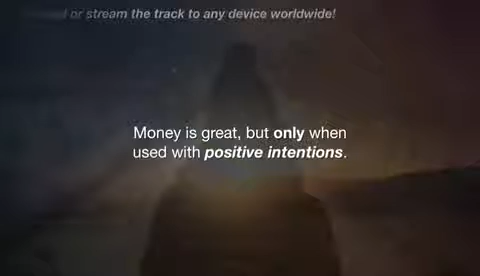 or stream the track to any device worldwide!
Money is great, but only when
used with positive intentions.